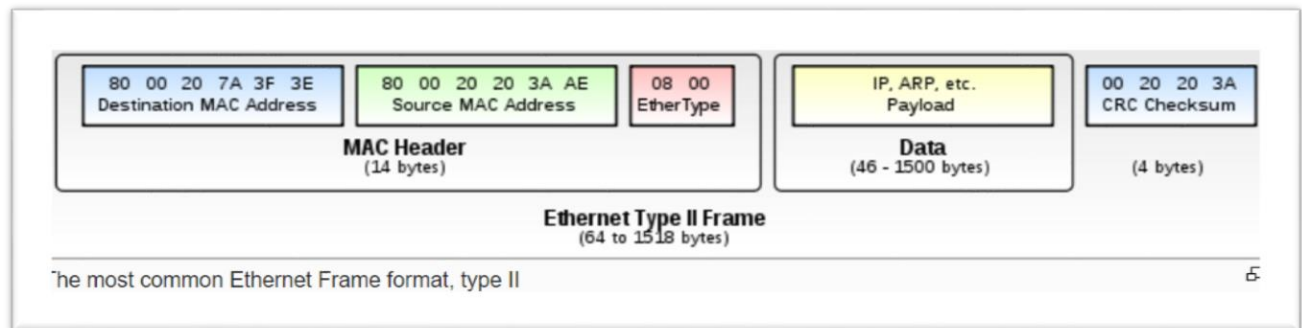 80 00 20 7A 3F 3E
Destination MAC Address
80 00 20 20 3A AE
Source MAC Address
08 00
EtherType
MAC Header
(14 bytes)
IP, ARP, etc.
Payload
Data
(46 - 1500 bytes)
00 20 20 3A
CRC Checksum
(4 bytes)
Ethernet Type II Frame
(64 to 1518 bytes)
The most common Ethernet Frame format, type II